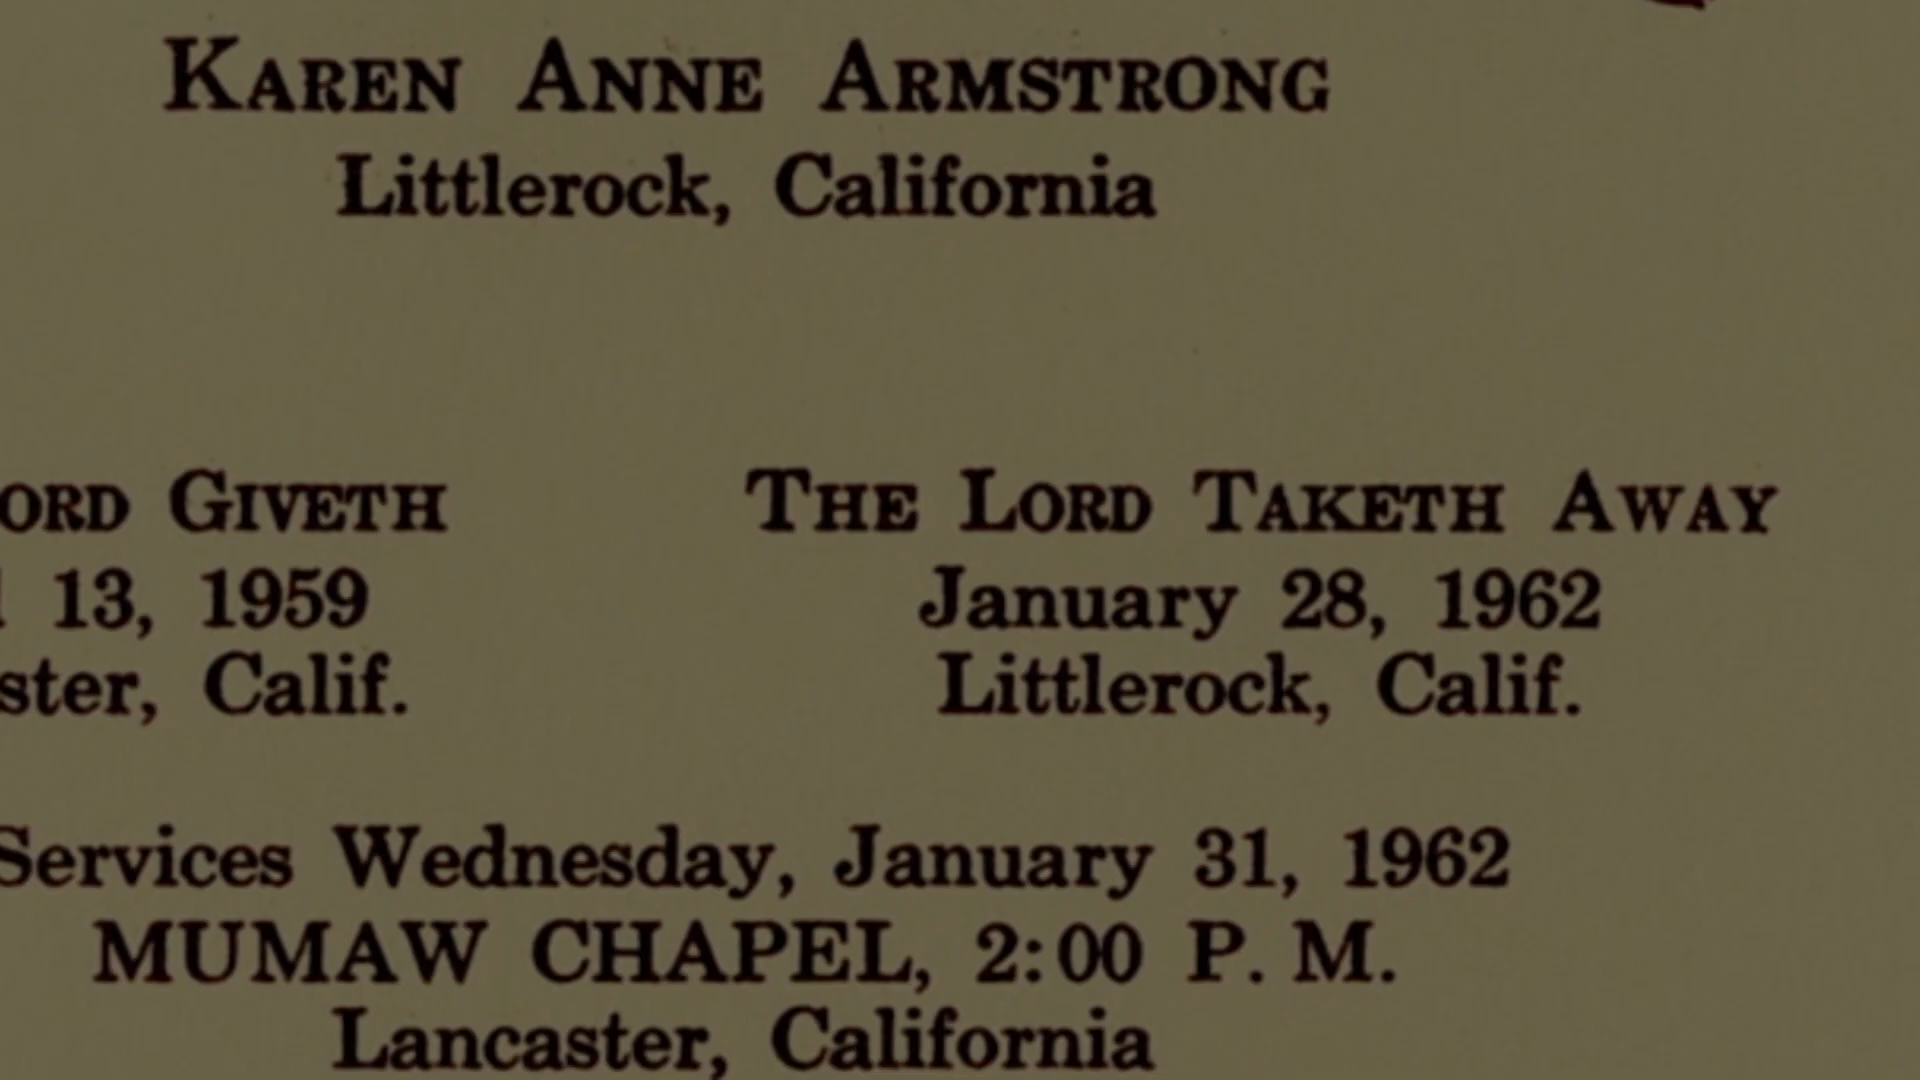 KAREN ANNE ARMSTRONG
Littlerock, California
ORD GIVETH
THE LORD TAKETH AWAY
13, 1959
January 28, 1962
ster, Calif.
Littlerock, Calif.
Services Wednesday, January 31, 1962
MUMAW CHAPEL, 2:00 P. M.
Lancaster, California